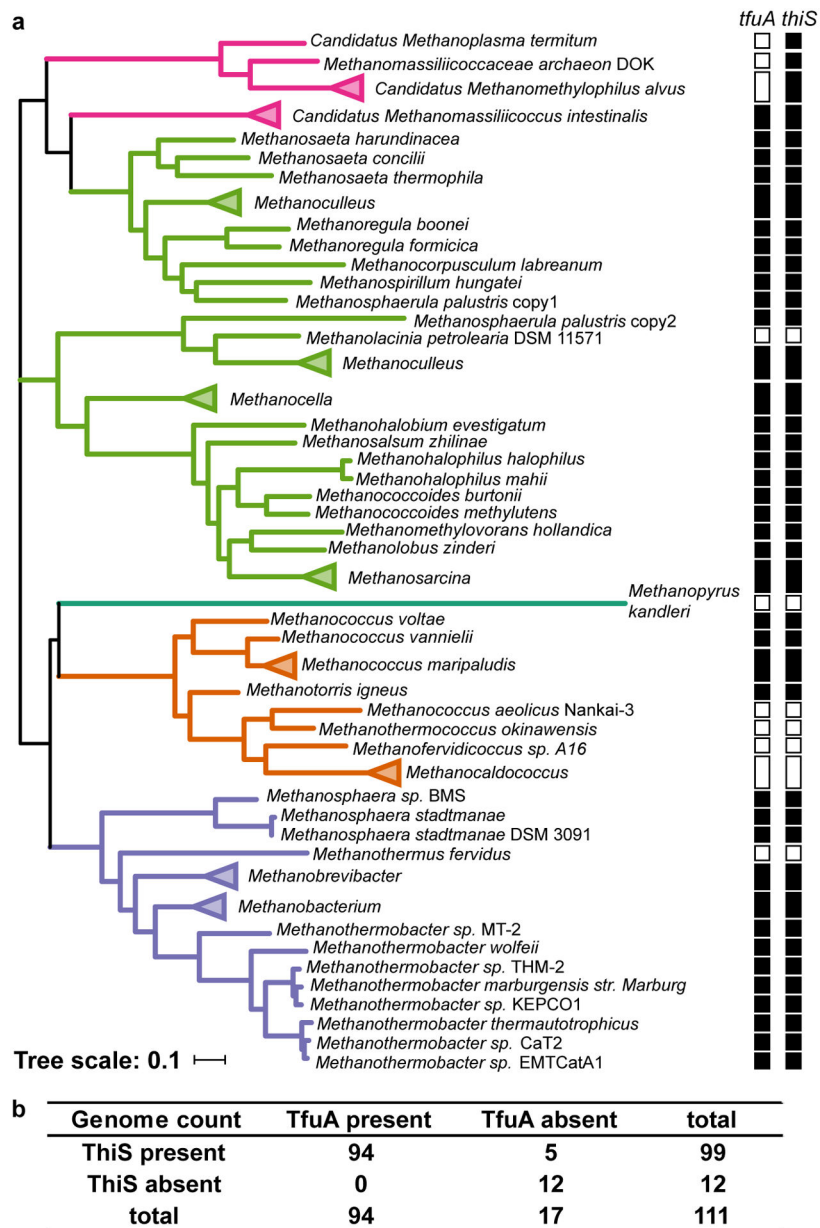 a
tfuA thiS
Candidatus Methanoplasma termitum
Methanomassiliicoccaceae archaeon DOK
Candidatus Methanomethylophilus alvus
Candidatus Methanomassiliicoccus intestinalis
Methanosaeta harundinacea
Methanosaeta concilii
Methanosaeta thermophila
Methanoculleus
Methanoregula boonei
Methanoregula formicica
Methanocorpusculum labreanum
Methanospirillum hungatei
Methanosphaerula palustris copy1
Methanosphaerula palustris copy2
Methanolacinia petrolearia DSM 11571
Methanoculleus
Methanocella
Methanohalobium evestigatum
Methanosalsum zhilinae
Methanohalophilus halophilus
Methanohalophilus mahii
Methanococcoides burtonii
Methanococcoides methylutens
Methanomethylovorans hollandica
Methanolobus zinderi
Methanosarcina
Methanopyrus
kandleri
Methanococcus voltae
Methanococcus vannielii
Methanococcus maripaludis
Methanotorris igneus
Methanococcus aeolicus Nankai-3
Methanothermococcus okinawensis
Methanofervidicoccus sp. A16
Methanocaldococcus
Methanosphaera sp. BMS
Methanosphaera stadtmanae
Methanosphaera stadtmanae DSM 3091
Methanothermus fervidus
Methanobrevibacter
Methanobacterium
Methanothermobacter sp. MT-2
Methanothermobacter wolfeii
Methanothermobacter sp. THM-2
Methanothermobacter marburgensis str. Marburg
Methanothermobacter sp. KEPCO1
Methanothermobacter thermautotrophicus
Methanothermobacter sp. CaT2
Methanothermobacter sp. EMTCatA1
Tree scale: 0.1
b
Genome count TfuA present TfuA absent total
ThiS present 94 5 99
ThiS absent 0 12 12
total 94 17 111